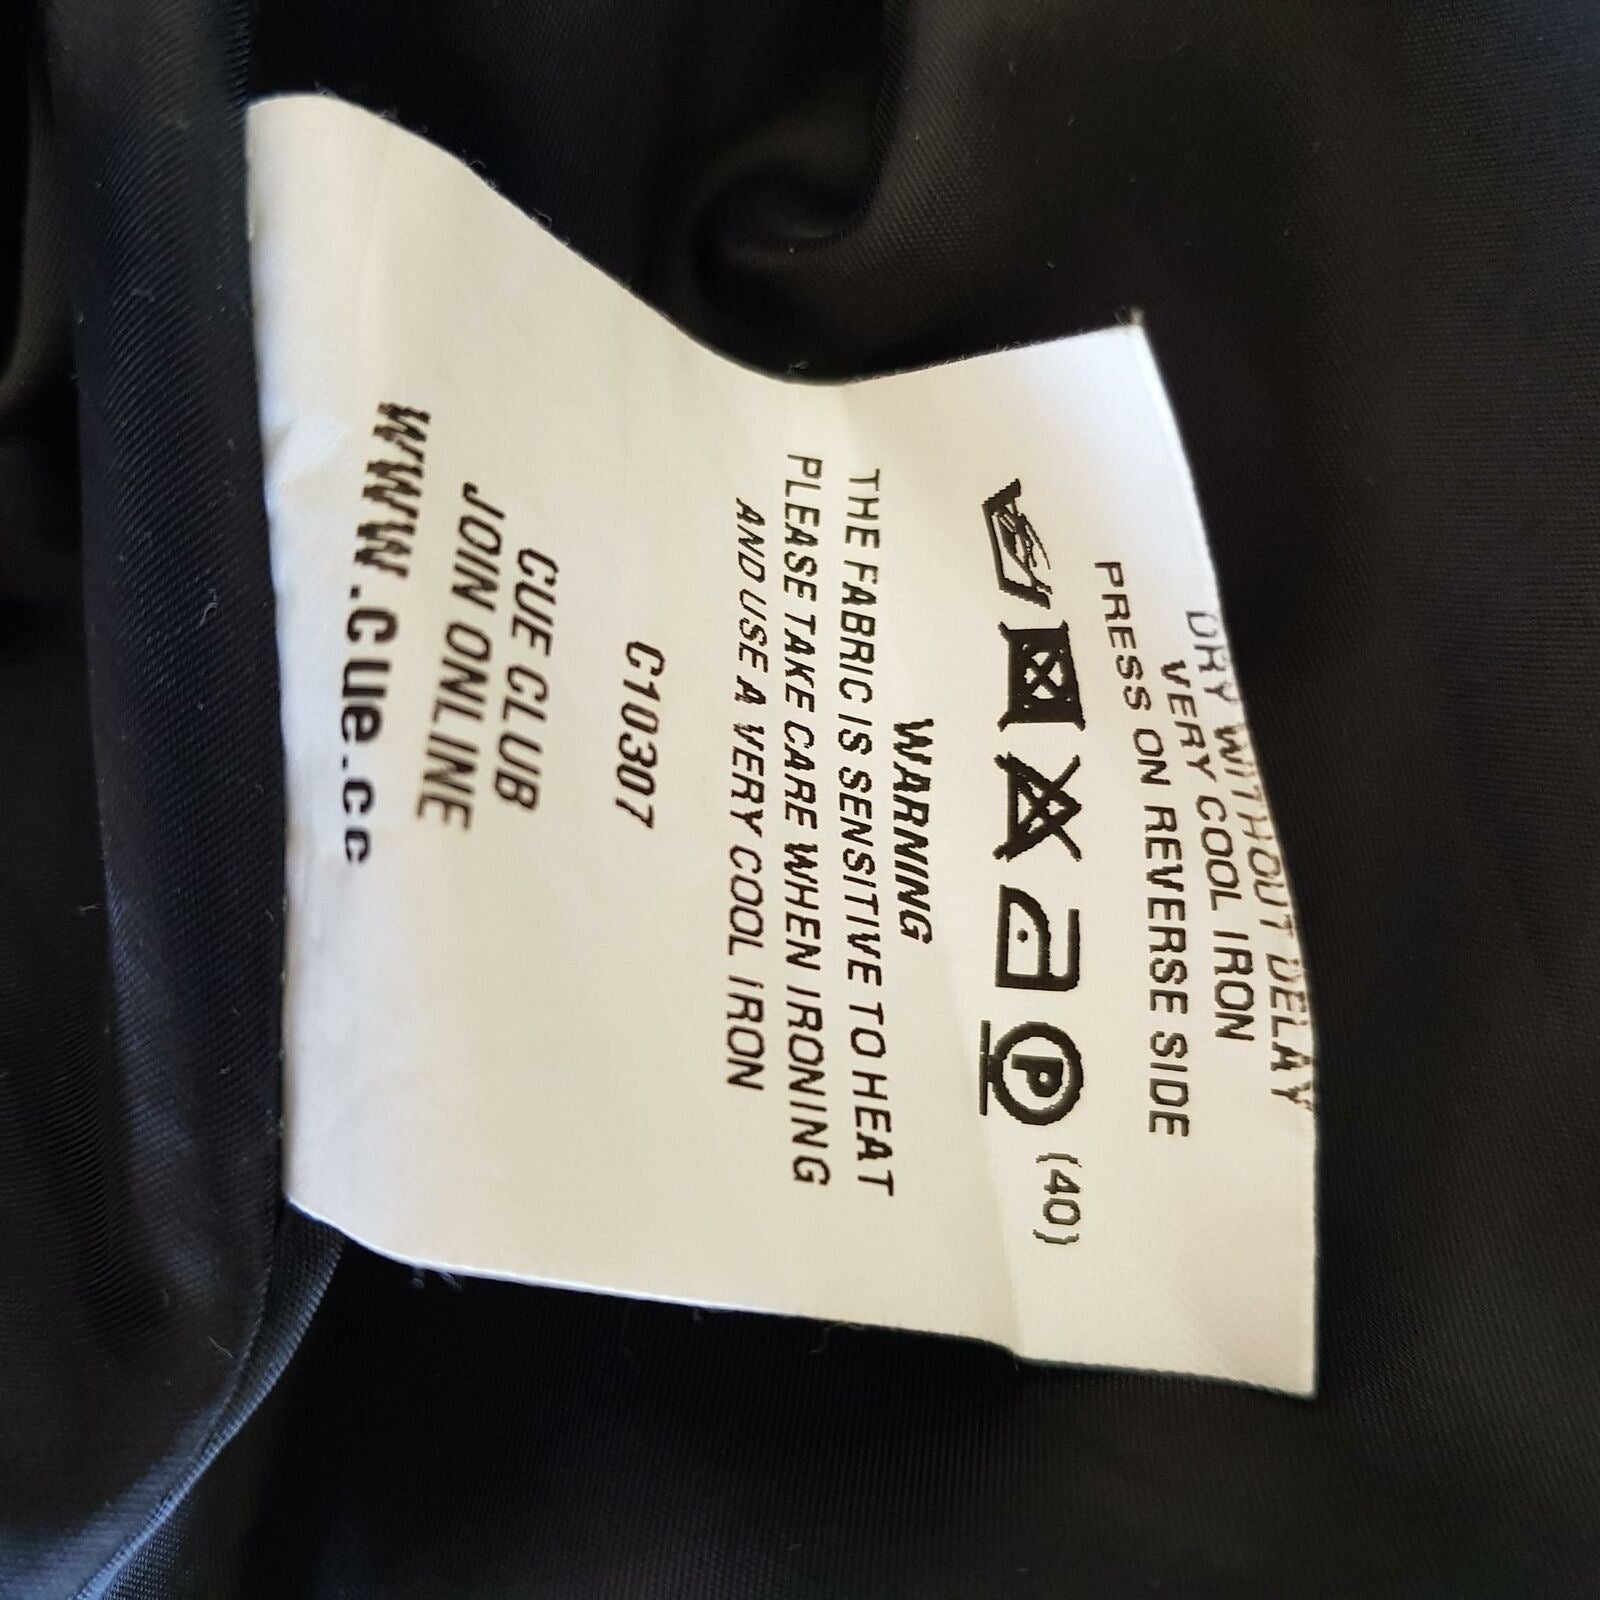 DRY WITHOUT DELAY
VERY COOL IRON
PRESS ON REVERSE SIDE
P (40)
WARNING
THE FABRIC IS SENSITIVE TO HEAT
PLEASE TAKE CARE WHEN IRONING
AND USE A VERY COOL IRON
C10307
CUE CLUB
JOIN ONLINE
WWW.cue.cc